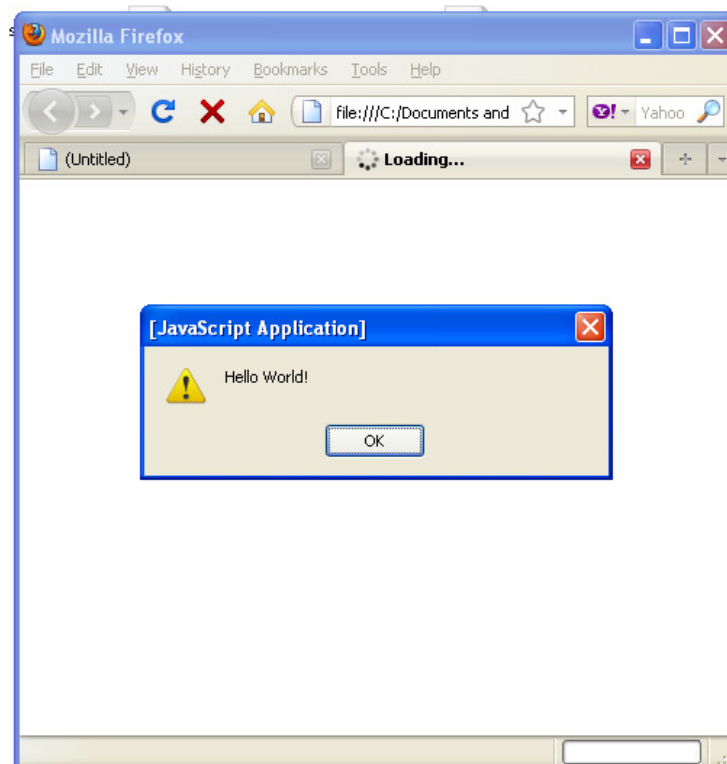 Mozilla Firefox
File Edit View History Bookmarks Tools Help
file:///C:/Documents and
Y! Yahoo
(Untitled) Loading...
[JavaScript Application]
Hello World!
OK